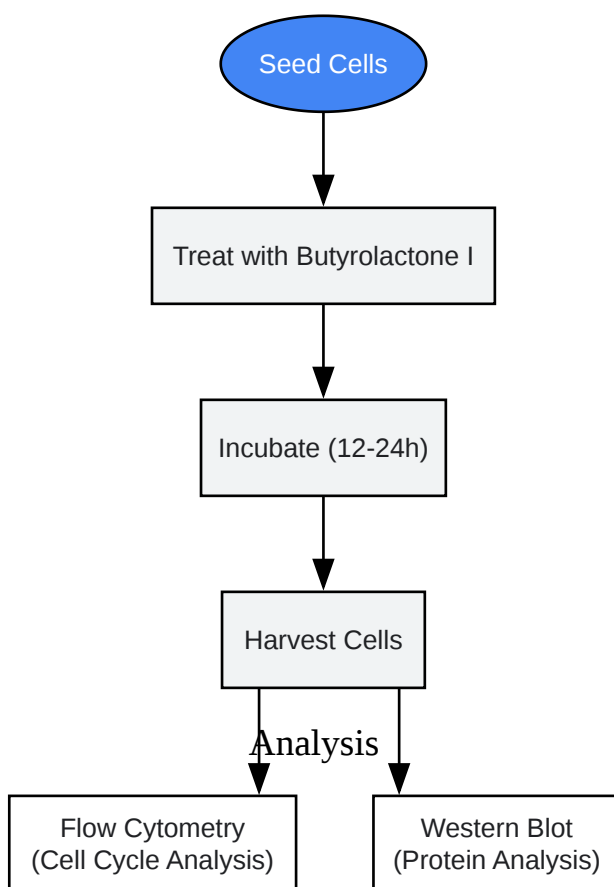 Seed Cells
Treat with Butyrolactone I
Incubate (12-24h)
Harvest Cells
Analysis
Flow Cytometry
(Cell Cycle Analysis)
Western Blot
(Protein Analysis)